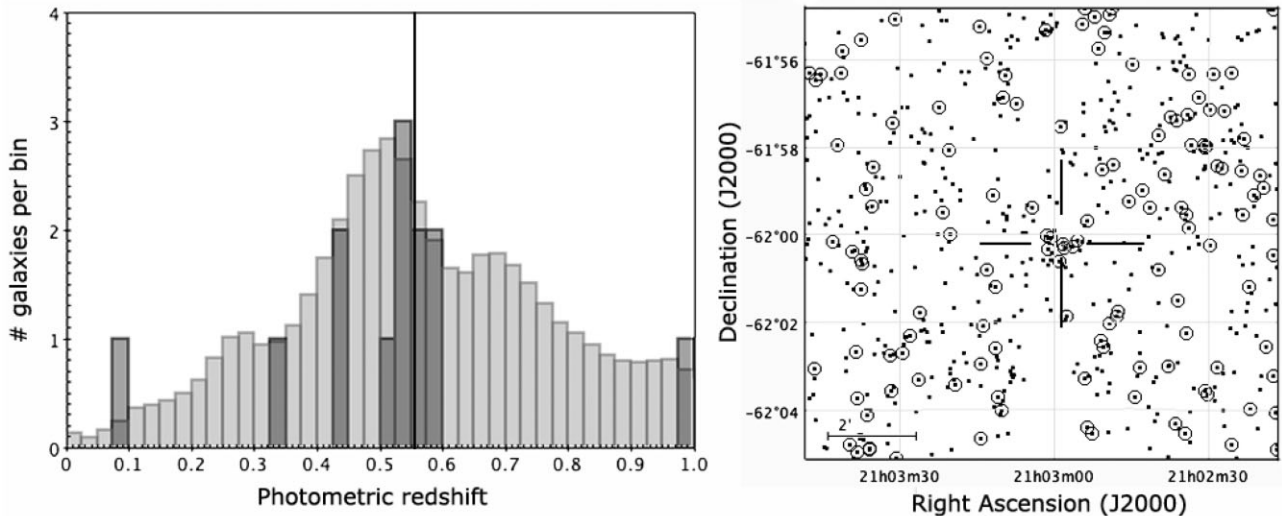 4
3
2
1
0
# galaxies per bin
0 0.1 0.2 0.3 0.4 0.5 0.6 0.7 0.8 0.9 1.0
Photometric redshift
-61°56'
-61°58'
-62°00'
-62°02'
-62°04'
Declination (J2000)
2'
21h03m30 21h03m00 21h02m30
Right Ascension (J2000)